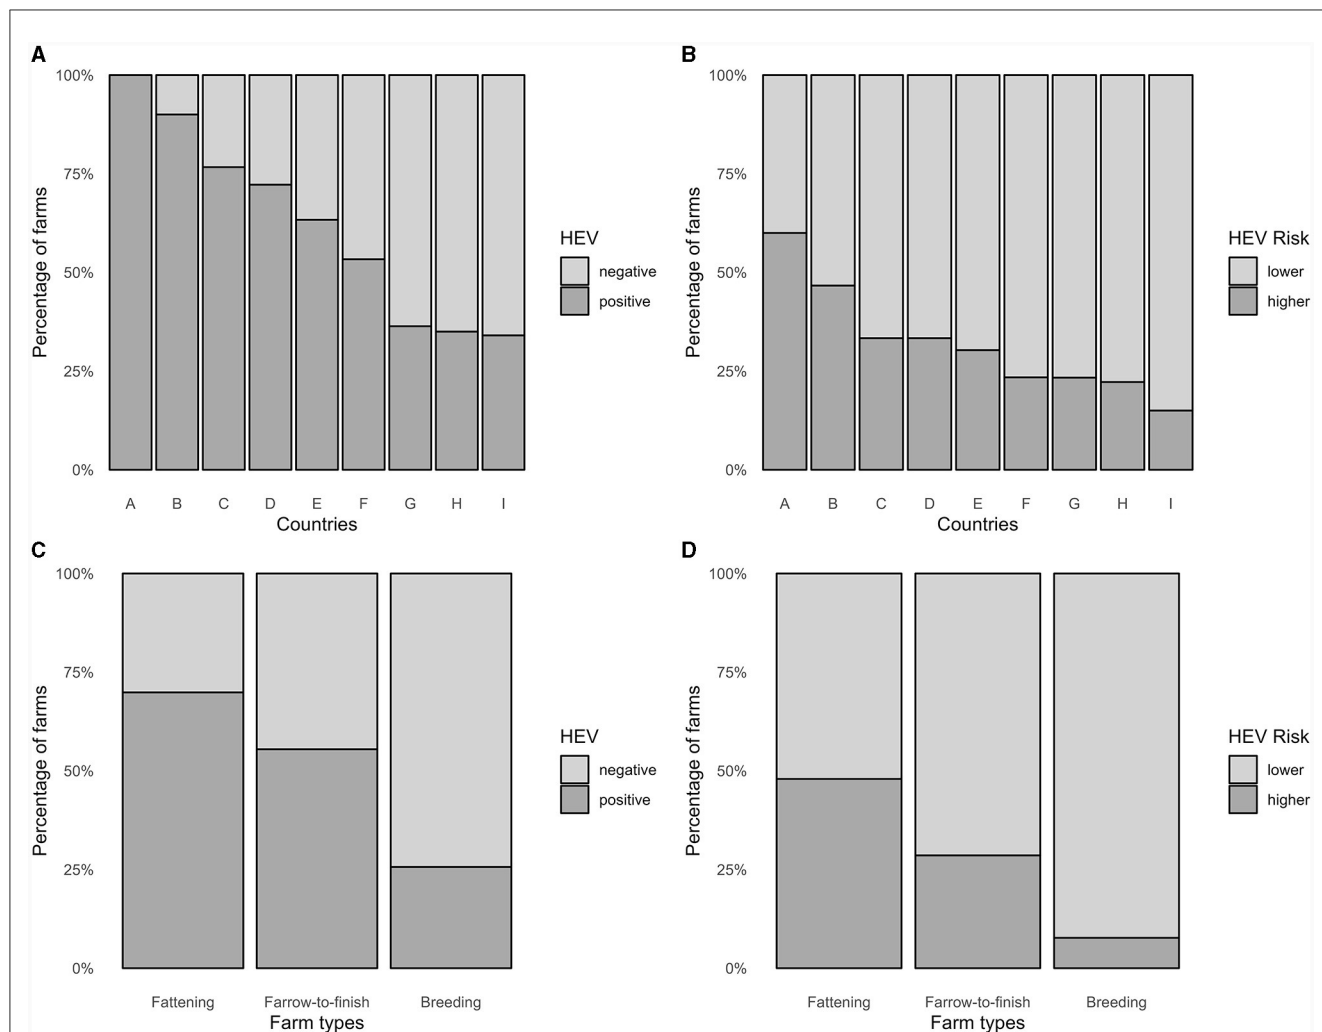 A
100%
75%
50%
25%
0%
Percentage of farms
A B C D E F G H I
Countries
HEV
negative
positive
B
100%
75%
50%
25%
0%
Percentage of farms
A B C D E F G H I
Countries
HEV Risk
lower
higher
C
100%
75%
50%
25%
0%
Percentage of farms
Fattening Farrow-to-finish Breeding
Farm types
HEV
negative
positive
D
100%
75%
50%
25%
0%
Percentage of farms
Fattening Farrow-to-finish Breeding
Farm types
HEV Risk
lower
higher